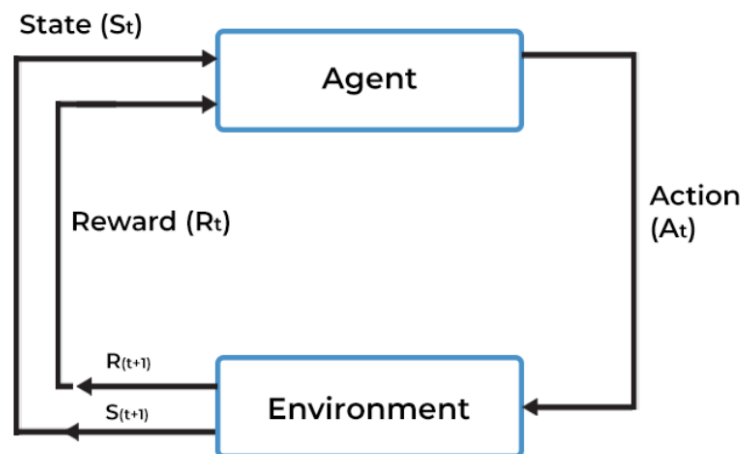 State (St)
Agent
Action
(At)
Reward (Rt)
R(t+1)
S(t+1)
Environment